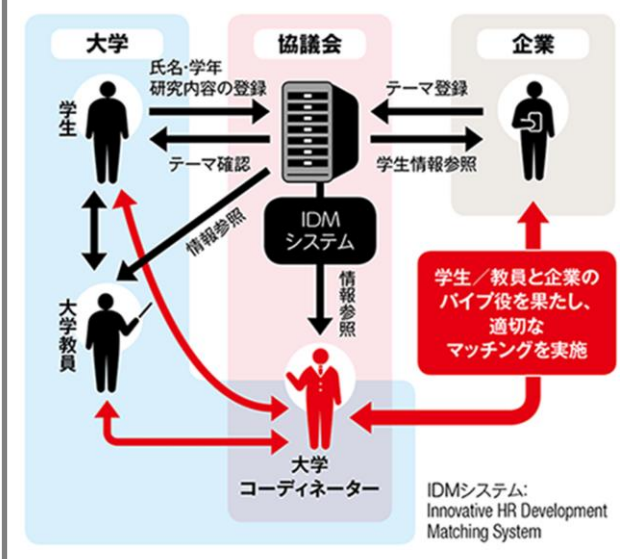 大学
協議会
企業
氏名・学年
研究内容の登録
テーマ登録
学生
テーマ確認
学生情報参照
情報参照
IDM
システム
情報参照
学生／教員と企業の
パイプ役を果たし、
適切な
マッチングを実施
大学教員
大学
コーディネーター
IDMシステム:
Innovative HR Development
Matching System